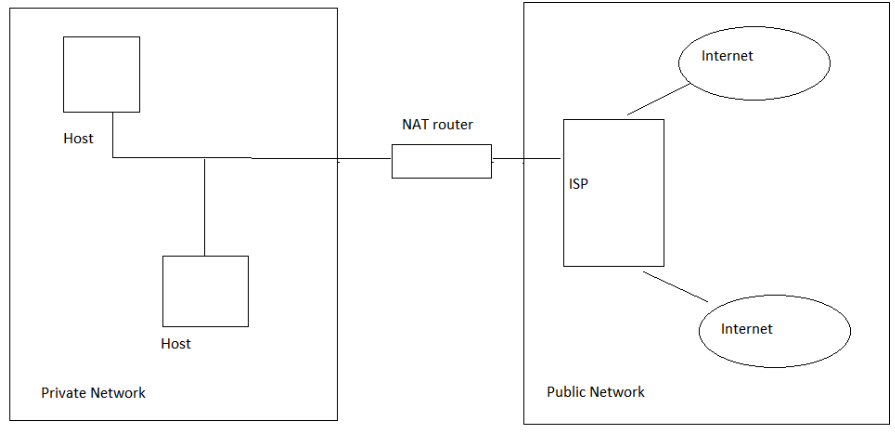 Internet
NAT router
Host
ISP
Internet
Host
Private Network
Public Network